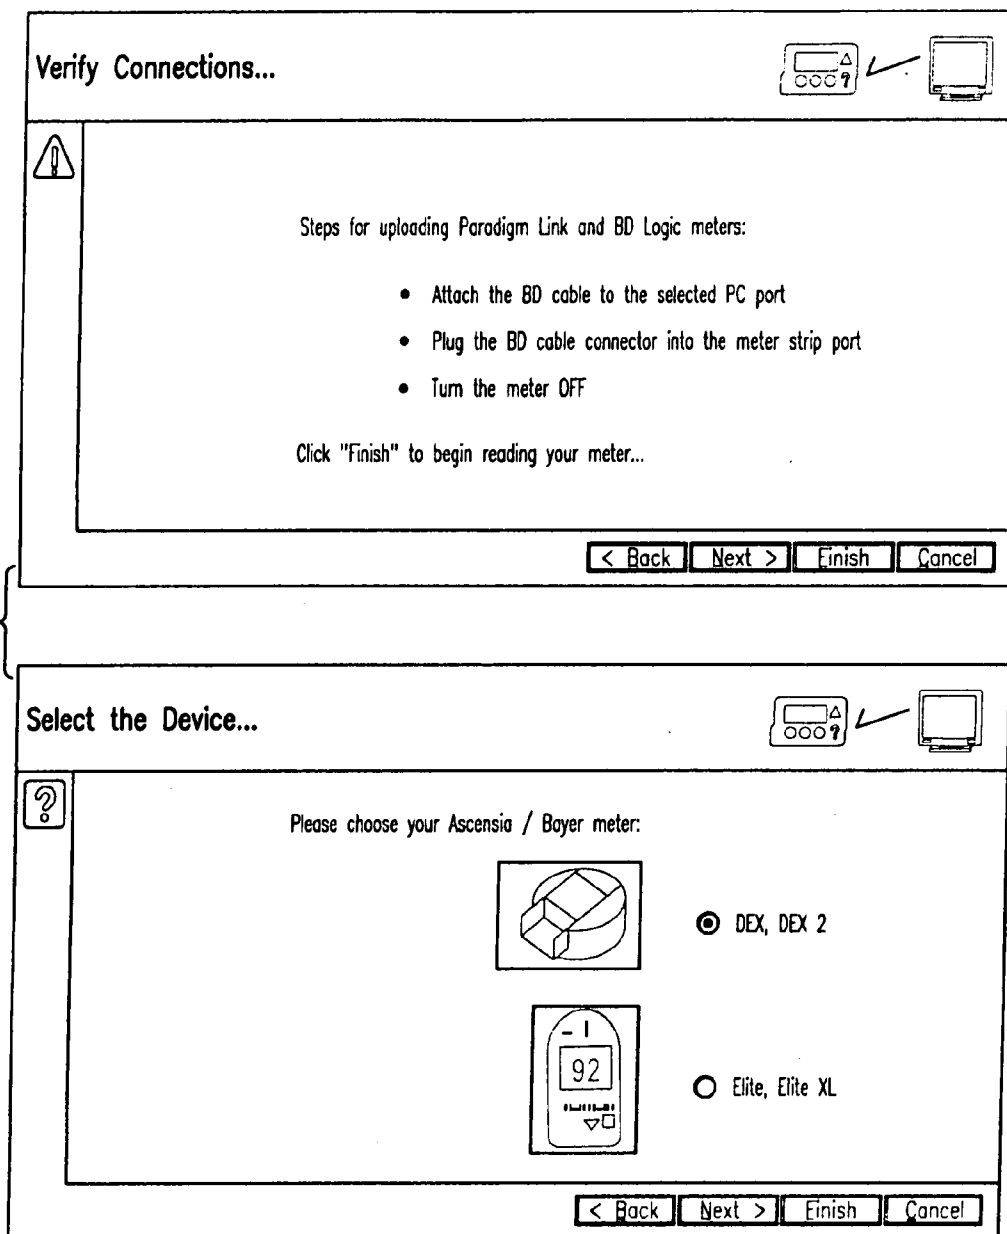 Verify Connections...
Steps for uploading Paradigm Link and BD Logic meters:
• Attach the BD cable to the selected PC port
• Plug the BD cable connector into the meter strip port
• Turn the meter OFF
Click "Finish" to begin reading your meter...
< Back Next > Finish Cancel
Select the Device...
Please choose your Ascensia / Bayer meter:
DEX, DEX 2
92
Elite, Elite XL
< Back Next > Finish Cancel